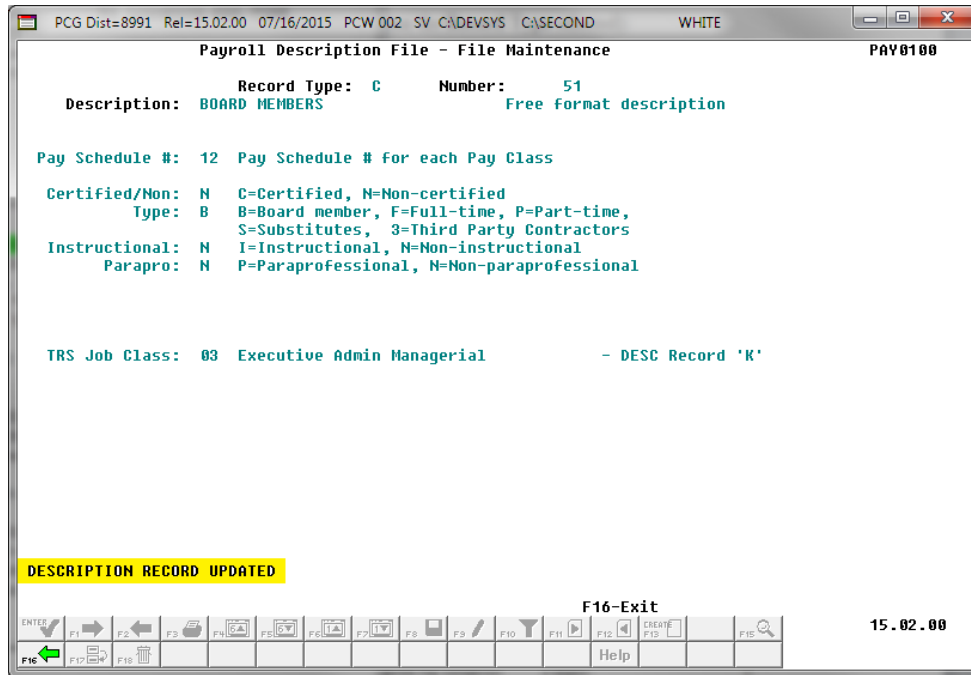 PCG Dist=8991 Rel=15.02.00 07/16/2015 PCW 002 SV C:\DEVSYS C:\SECOND WHITE
Payroll Description File - File Maintenance PAY0100
Record Type: C Number: 51
Description: BOARD MEMBERS Free format description
Pay Schedule #: 12 Pay Schedule # for each Pay Class
Certified/Non: N C=Certified, N=Non-certified
Type: B B=Board member, F=Full-time, P=Part-time,
S=Substitutes, 3=Third Party Contractors
Instructional: N I=Instructional, N=Non-instructional
Parapro: N P=Paraprofessional, N=Non-paraprofessional
TRS Job Class: 03 Executive Admin Managerial - DESC Record 'K'
DESCRIPTION RECORD UPDATED
F16-Exit
ENTER F1 F2 F3 F4 6 F5 6 F6 1 F7 1 F8 F9 F10 F11 F12 CREATE F13 F15 15.02.00
F16 F17 F18 Help